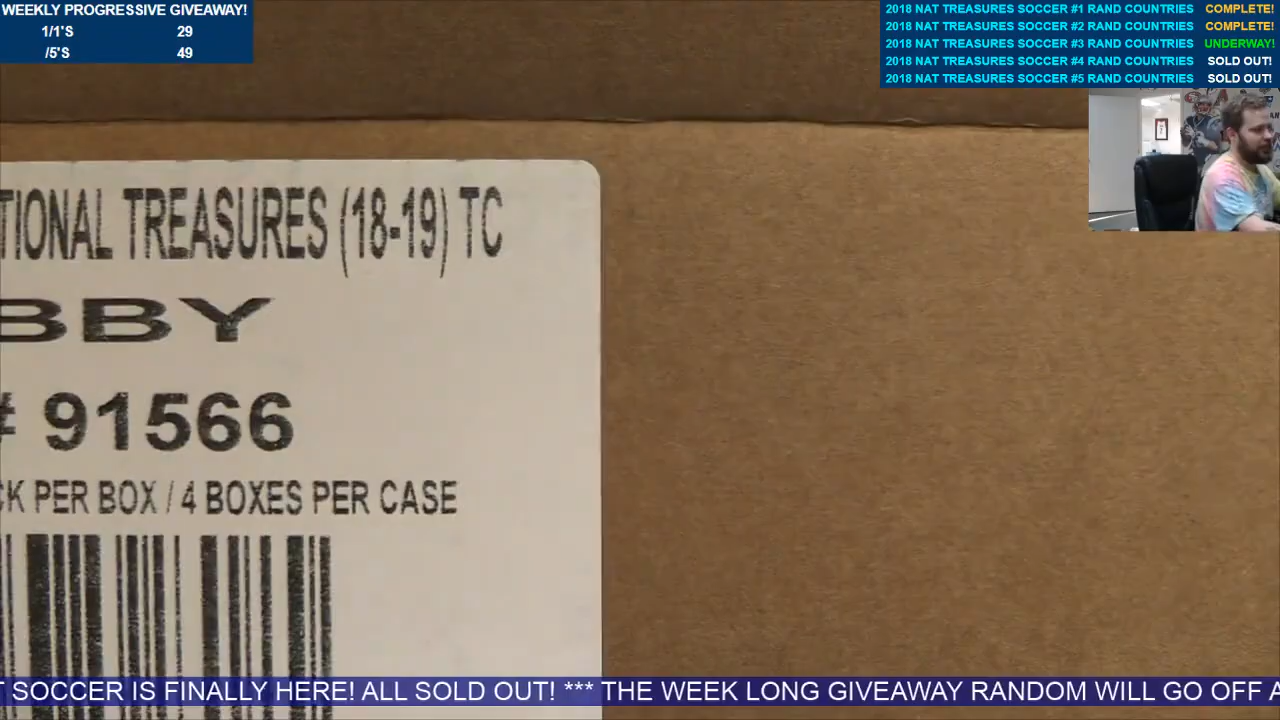 WEEKLY PROGRESSIVE GIVEAWAY!
1/1'S 29
/5'S 49
2018 NAT TREASURES SOCCER #1 RAND COUNTRIES COMPLETE!
2018 NAT TREASURES SOCCER #2 RAND COUNTRIES COMPLETE!
2018 NAT TREASURES SOCCER #3 RAND COUNTRIES UNDERWAY!
2018 NAT TREASURES SOCCER #4 RAND COUNTRIES SOLD OUT!
2018 NAT TREASURES SOCCER #5 RAND COUNTRIES SOLD OUT!
TIONAL TREASURES (18-19) TC
BBY
# 91566
CK PER BOX / 4 BOXES PER CASE
T SOCCER IS FINALLY HERE! ALL SOLD OUT! *** THE WEEK LONG GIVEAWAY RANDOM WILL GO OFF A